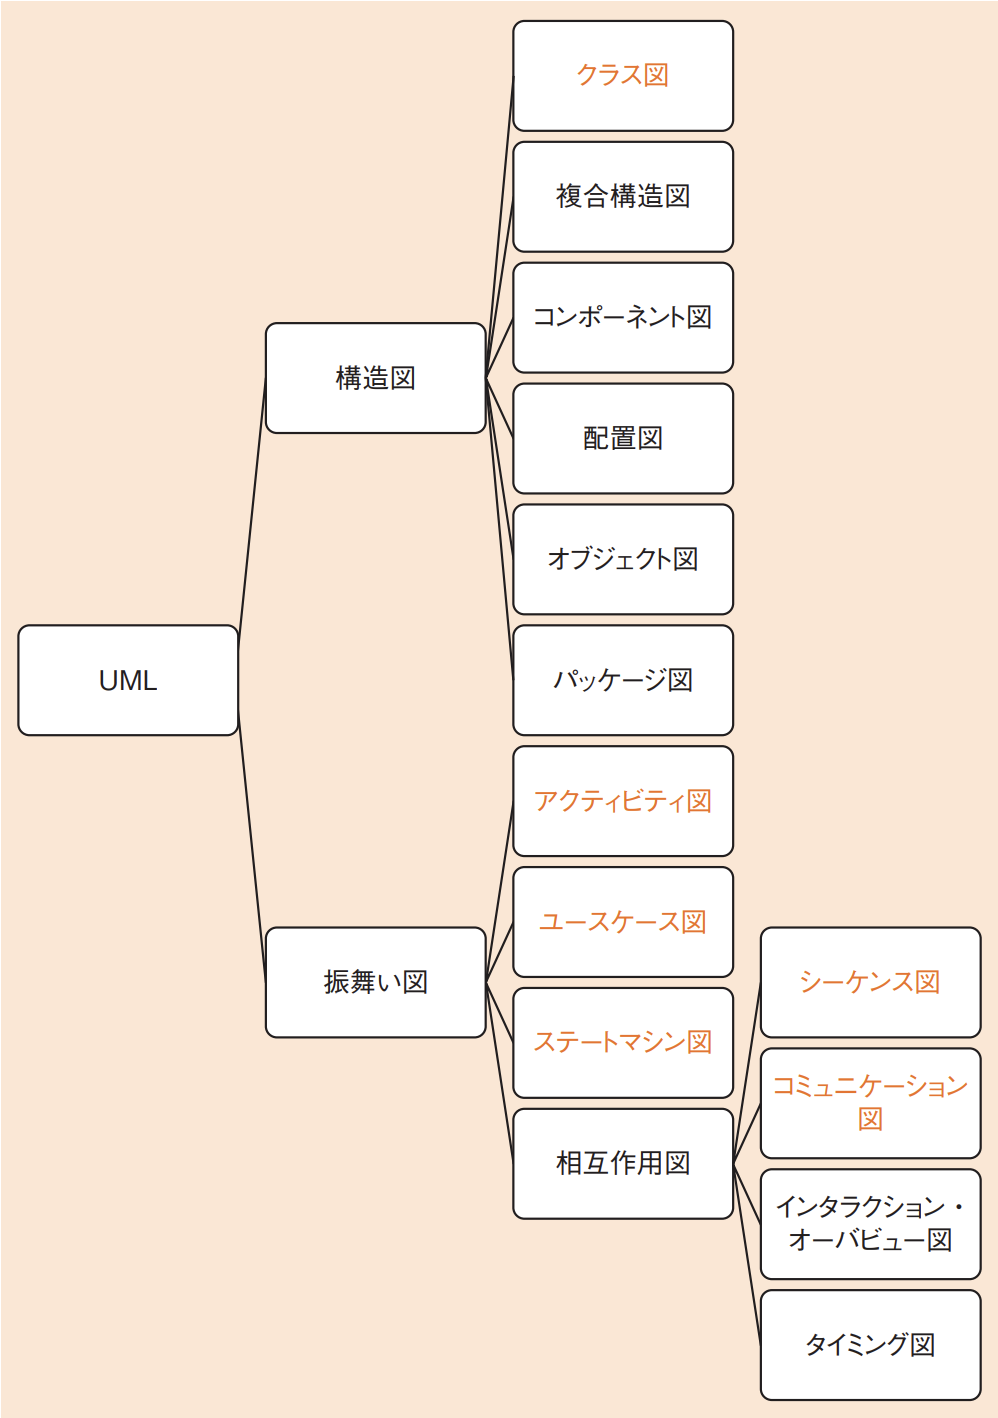 UML
構造図
クラス図
複合構造図
コンポーネント図
配置図
オブジェクト図
パッケージ図
振舞い図
アクティビティ図
ユースケース図
ステートマシン図
相互作用図
シーケンス図
コミュニケーション
図
インタラクション・
オーバビュー図
タイミング図